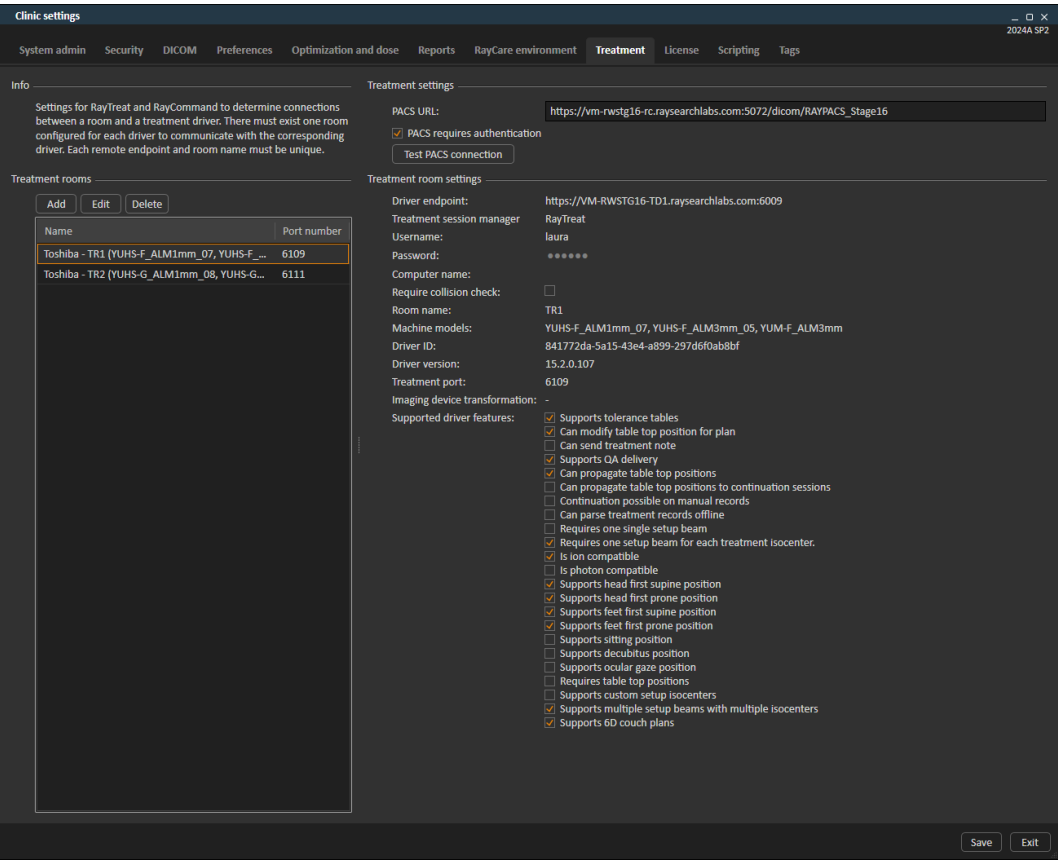 Clinic settings
2024A SP2
System admin Security DICOM Preferences Optimization and dose Reports RayCare environment Treatment License Scripting Tags
Info
Settings for RayTreat and RayCommand to determine connections
between a room and a treatment driver. There must exist one room
configured for each driver to communicate with the corresponding
driver. Each remote endpoint and room name must be unique.
Treatment rooms
Add Edit Delete
Name Port number
Toshiba - TR1 (YUHS-F_ALM1mm_07, YUHS-F_... 6109
Toshiba - TR2 (YUHS-G_ALM1mm_08, YUHS-G... 6111
Treatment settings
PACS URL: https://vm-rwstg16-rc.raysearchlabs.com:5072/dicom/RAYPACS_Stage16
PACS requires authentication
Test PACS connection
Treatment room settings
Driver endpoint: https://VM-RWSTG16-TD1.raysearchlabs.com:6009
Treatment session manager RayTreat
Username: laura
Password: ●●●●●●
Computer name:
Require collision check:
Room name: TR1
Machine models: YUHS-F_ALM1mm_07, YUHS-F_ALM3mm_05, YUM-F_ALM3mm
Driver ID: 841772da-5a15-43e4-a899-297d6f0ab8bf
Driver version: 15.2.0.107
Treatment port: 6109
Imaging device transformation: -
Supported driver features: Supports tolerance tables
Can modify table top position for plan
Can send treatment note
Supports QA delivery
Can propagate table top positions
Can propagate table top positions to continuation sessions
Continuation possible on manual records
Can parse treatment records offline
Requires one single setup beam
Requires one setup beam for each treatment isocenter.
Is ion compatible
Is photon compatible
Supports head first supine position
Supports head first prone position
Supports feet first supine position
Supports feet first prone position
Supports sitting position
Supports decubitus position
Supports ocular gaze position
Requires table top positions
Supports custom setup isocenters
Supports multiple setup beams with multiple isocenters
Supports 6D couch plans
Save Exit